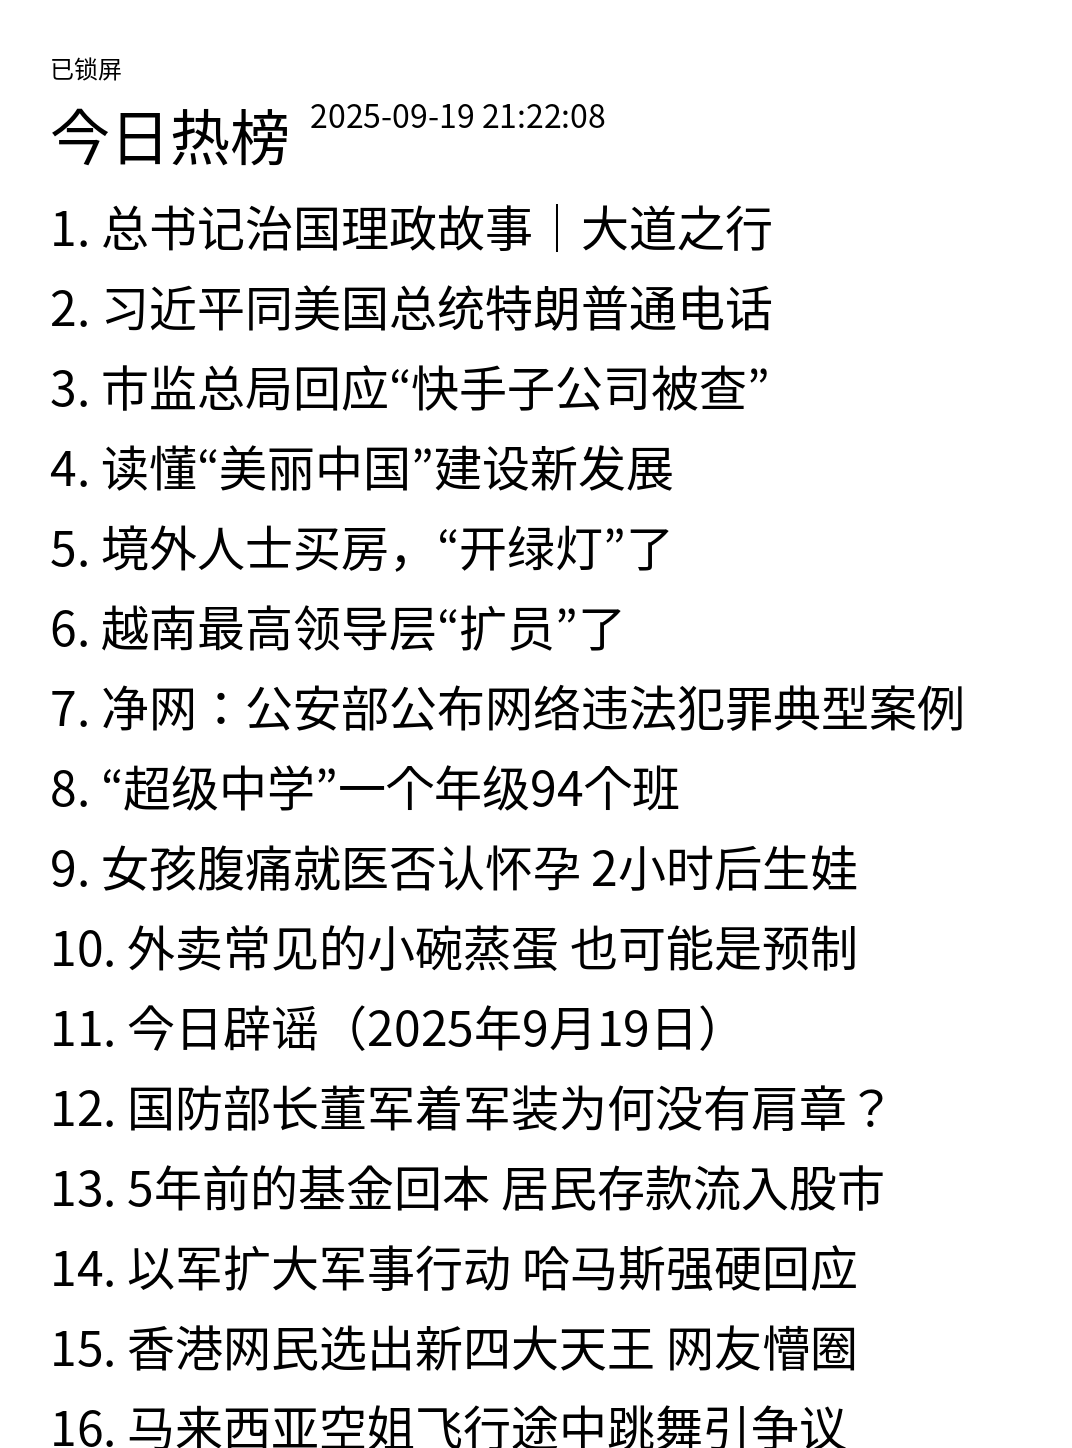 已锁屏
今日热榜 2025-09-19 21:22:08
1. 总书记治国理政故事｜大道之行
2. 习近平同美国总统特朗普通电话
3. 市监总局回应“快手子公司被查”
4. 读懂“美丽中国”建设新发展
5. 境外人士买房，“开绿灯”了
6. 越南最高领导层“扩员”了
7. 净网：公安部公布网络违法犯罪典型案例
8. “超级中学”一个年级94个班
9. 女孩腹痛就医否认怀孕 2小时后生娃
10. 外卖常见的小碗蒸蛋 也可能是预制
11. 今日辟谣（2025年9月19日）
12. 国防部长董军着军装为何没有肩章？
13. 5年前的基金回本 居民存款流入股市
14. 以军扩大军事行动 哈马斯强硬回应
15. 香港网民选出新四大天王 网友懵圈
16. 马来西亚空姐飞行途中跳舞引争议